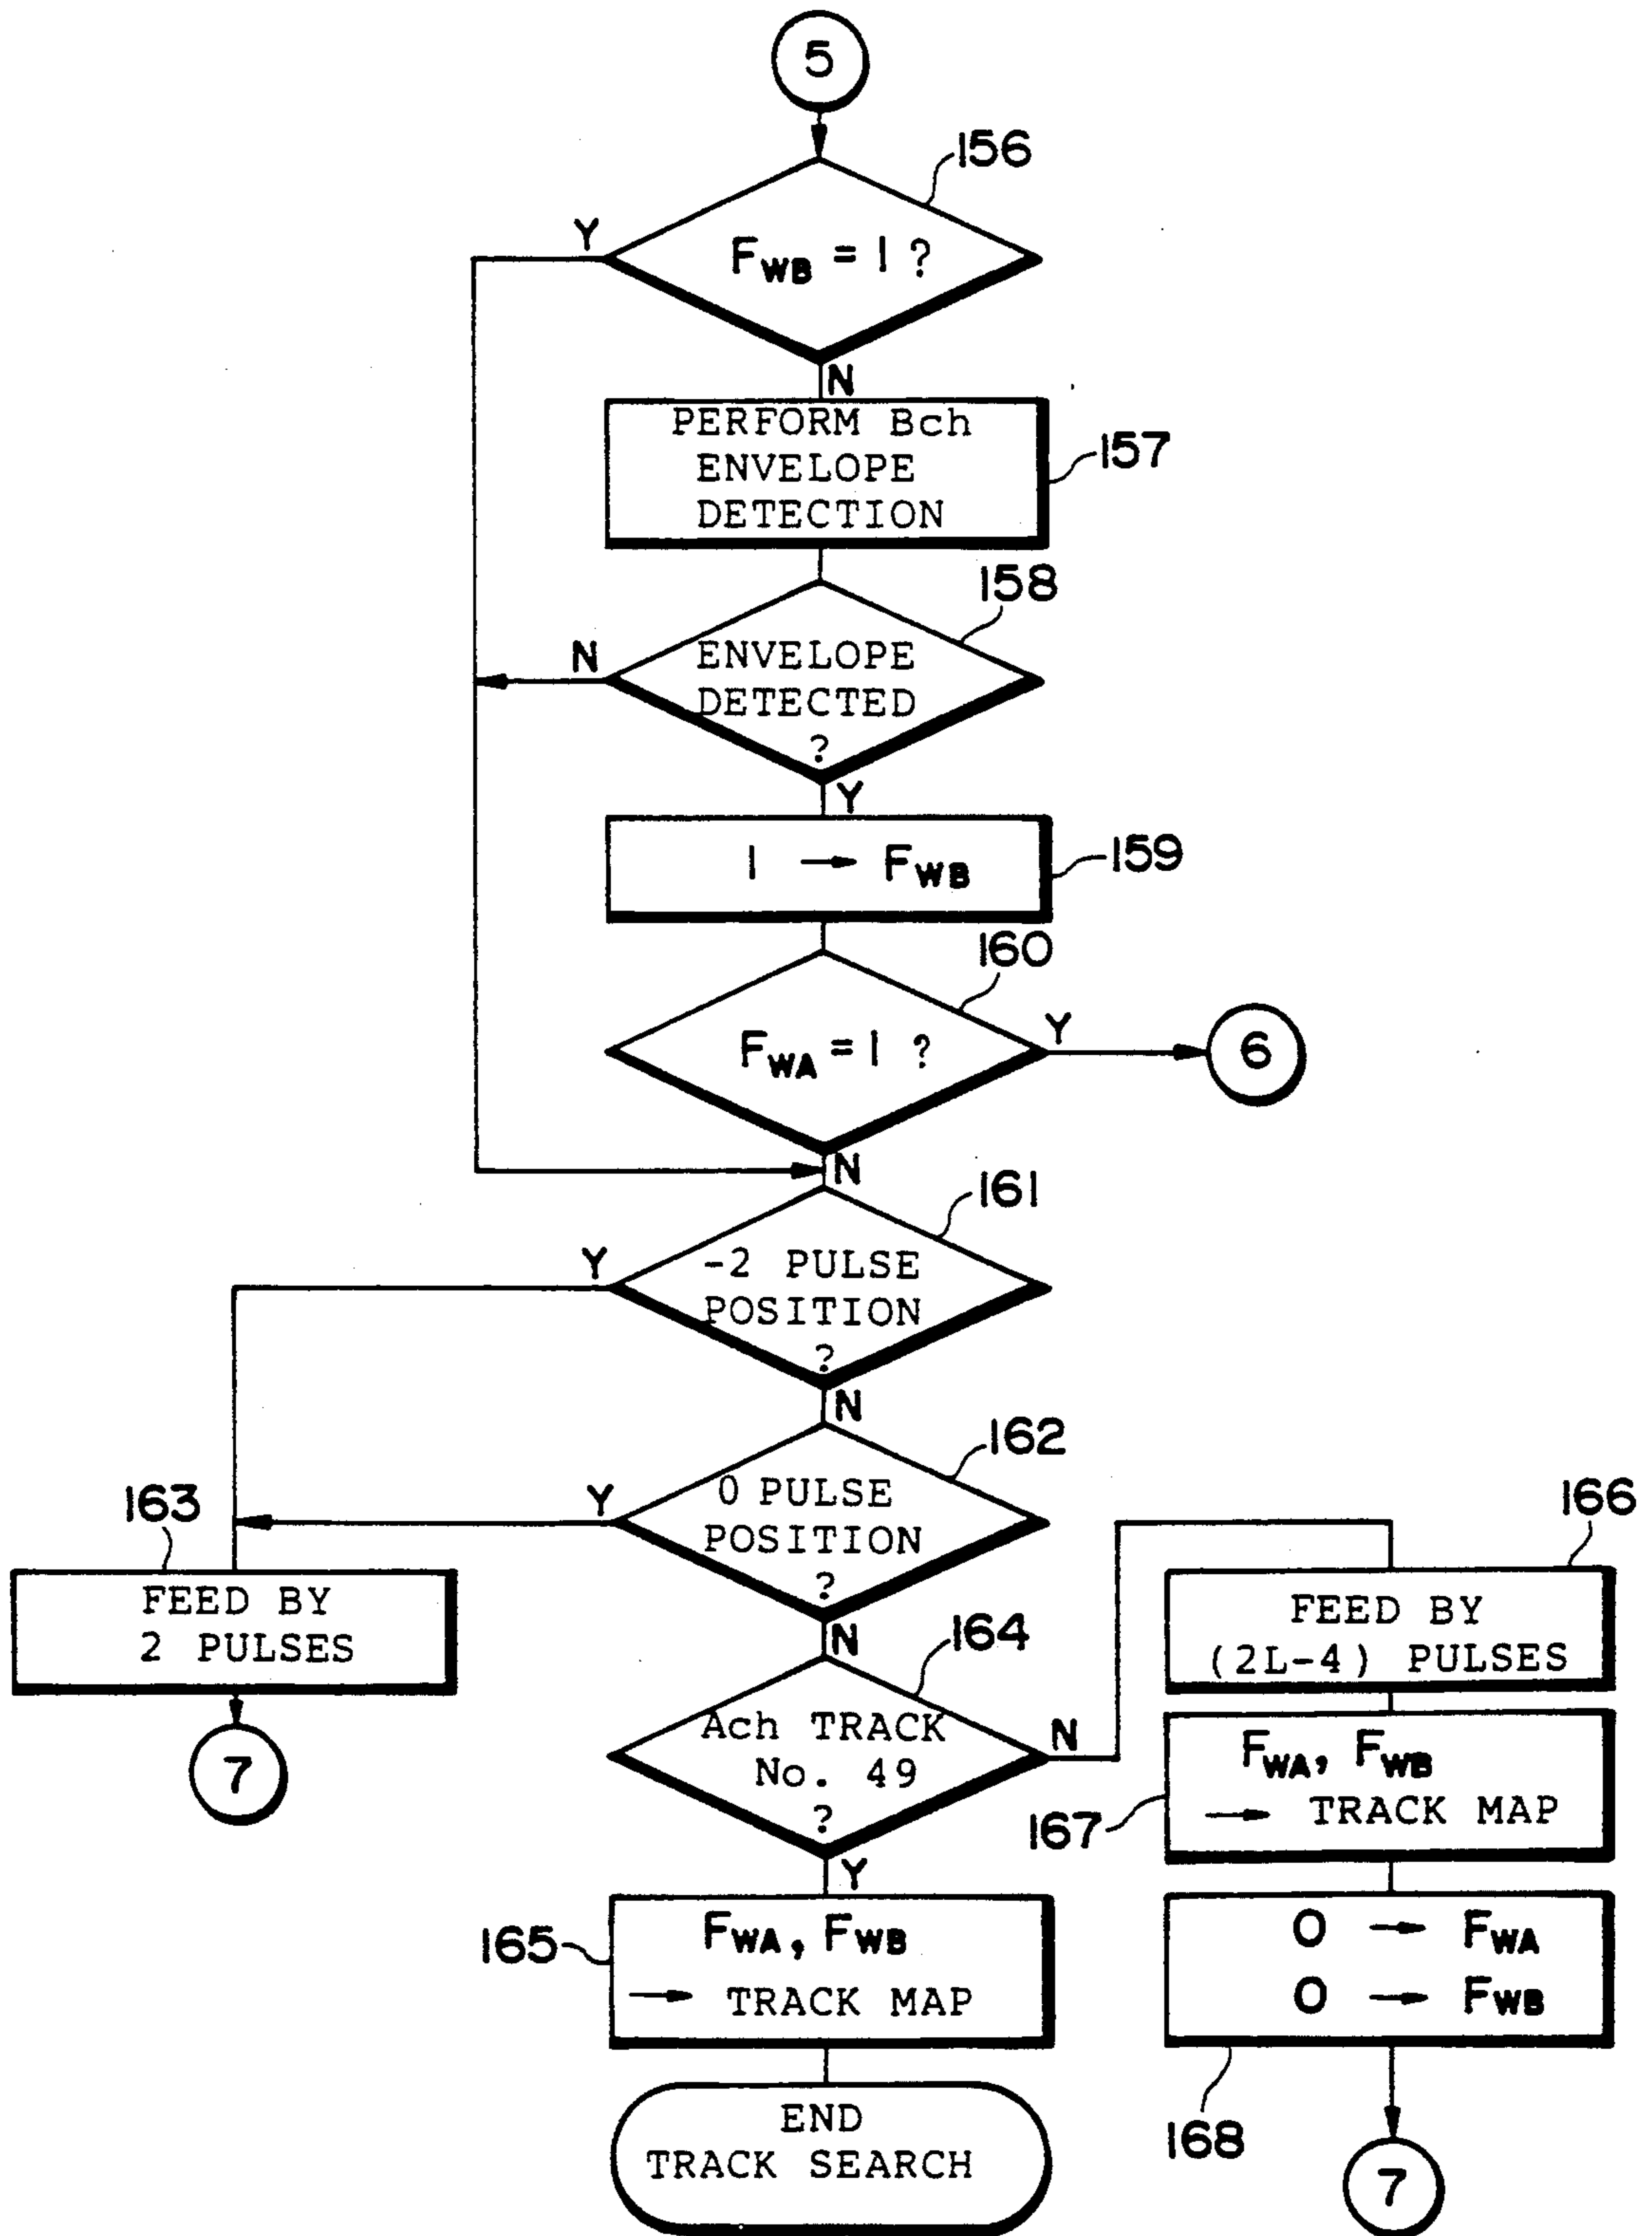 5
156
Y
FWB = 1 ?
N
PERFORM Bch
ENVELOPE
DETECTION
157
158
N
ENVELOPE
DETECTED
?
Y
1 → FWB
159
160
FWA = 1 ?
Y
6
N
161
Y
-2 PULSE
POSITION
?
N
162
Y
0 PULSE
POSITION
?
N
163
FEED BY
2 PULSES
7
164
Ach TRACK
No. 49
?
N
Y
166
FEED BY
(2L-4) PULSES
FWA, FWB
→ TRACK MAP
167
165
FWA, FWB
→ TRACK MAP
0 → FWA
0 → FWB
168
END
TRACK SEARCH
7